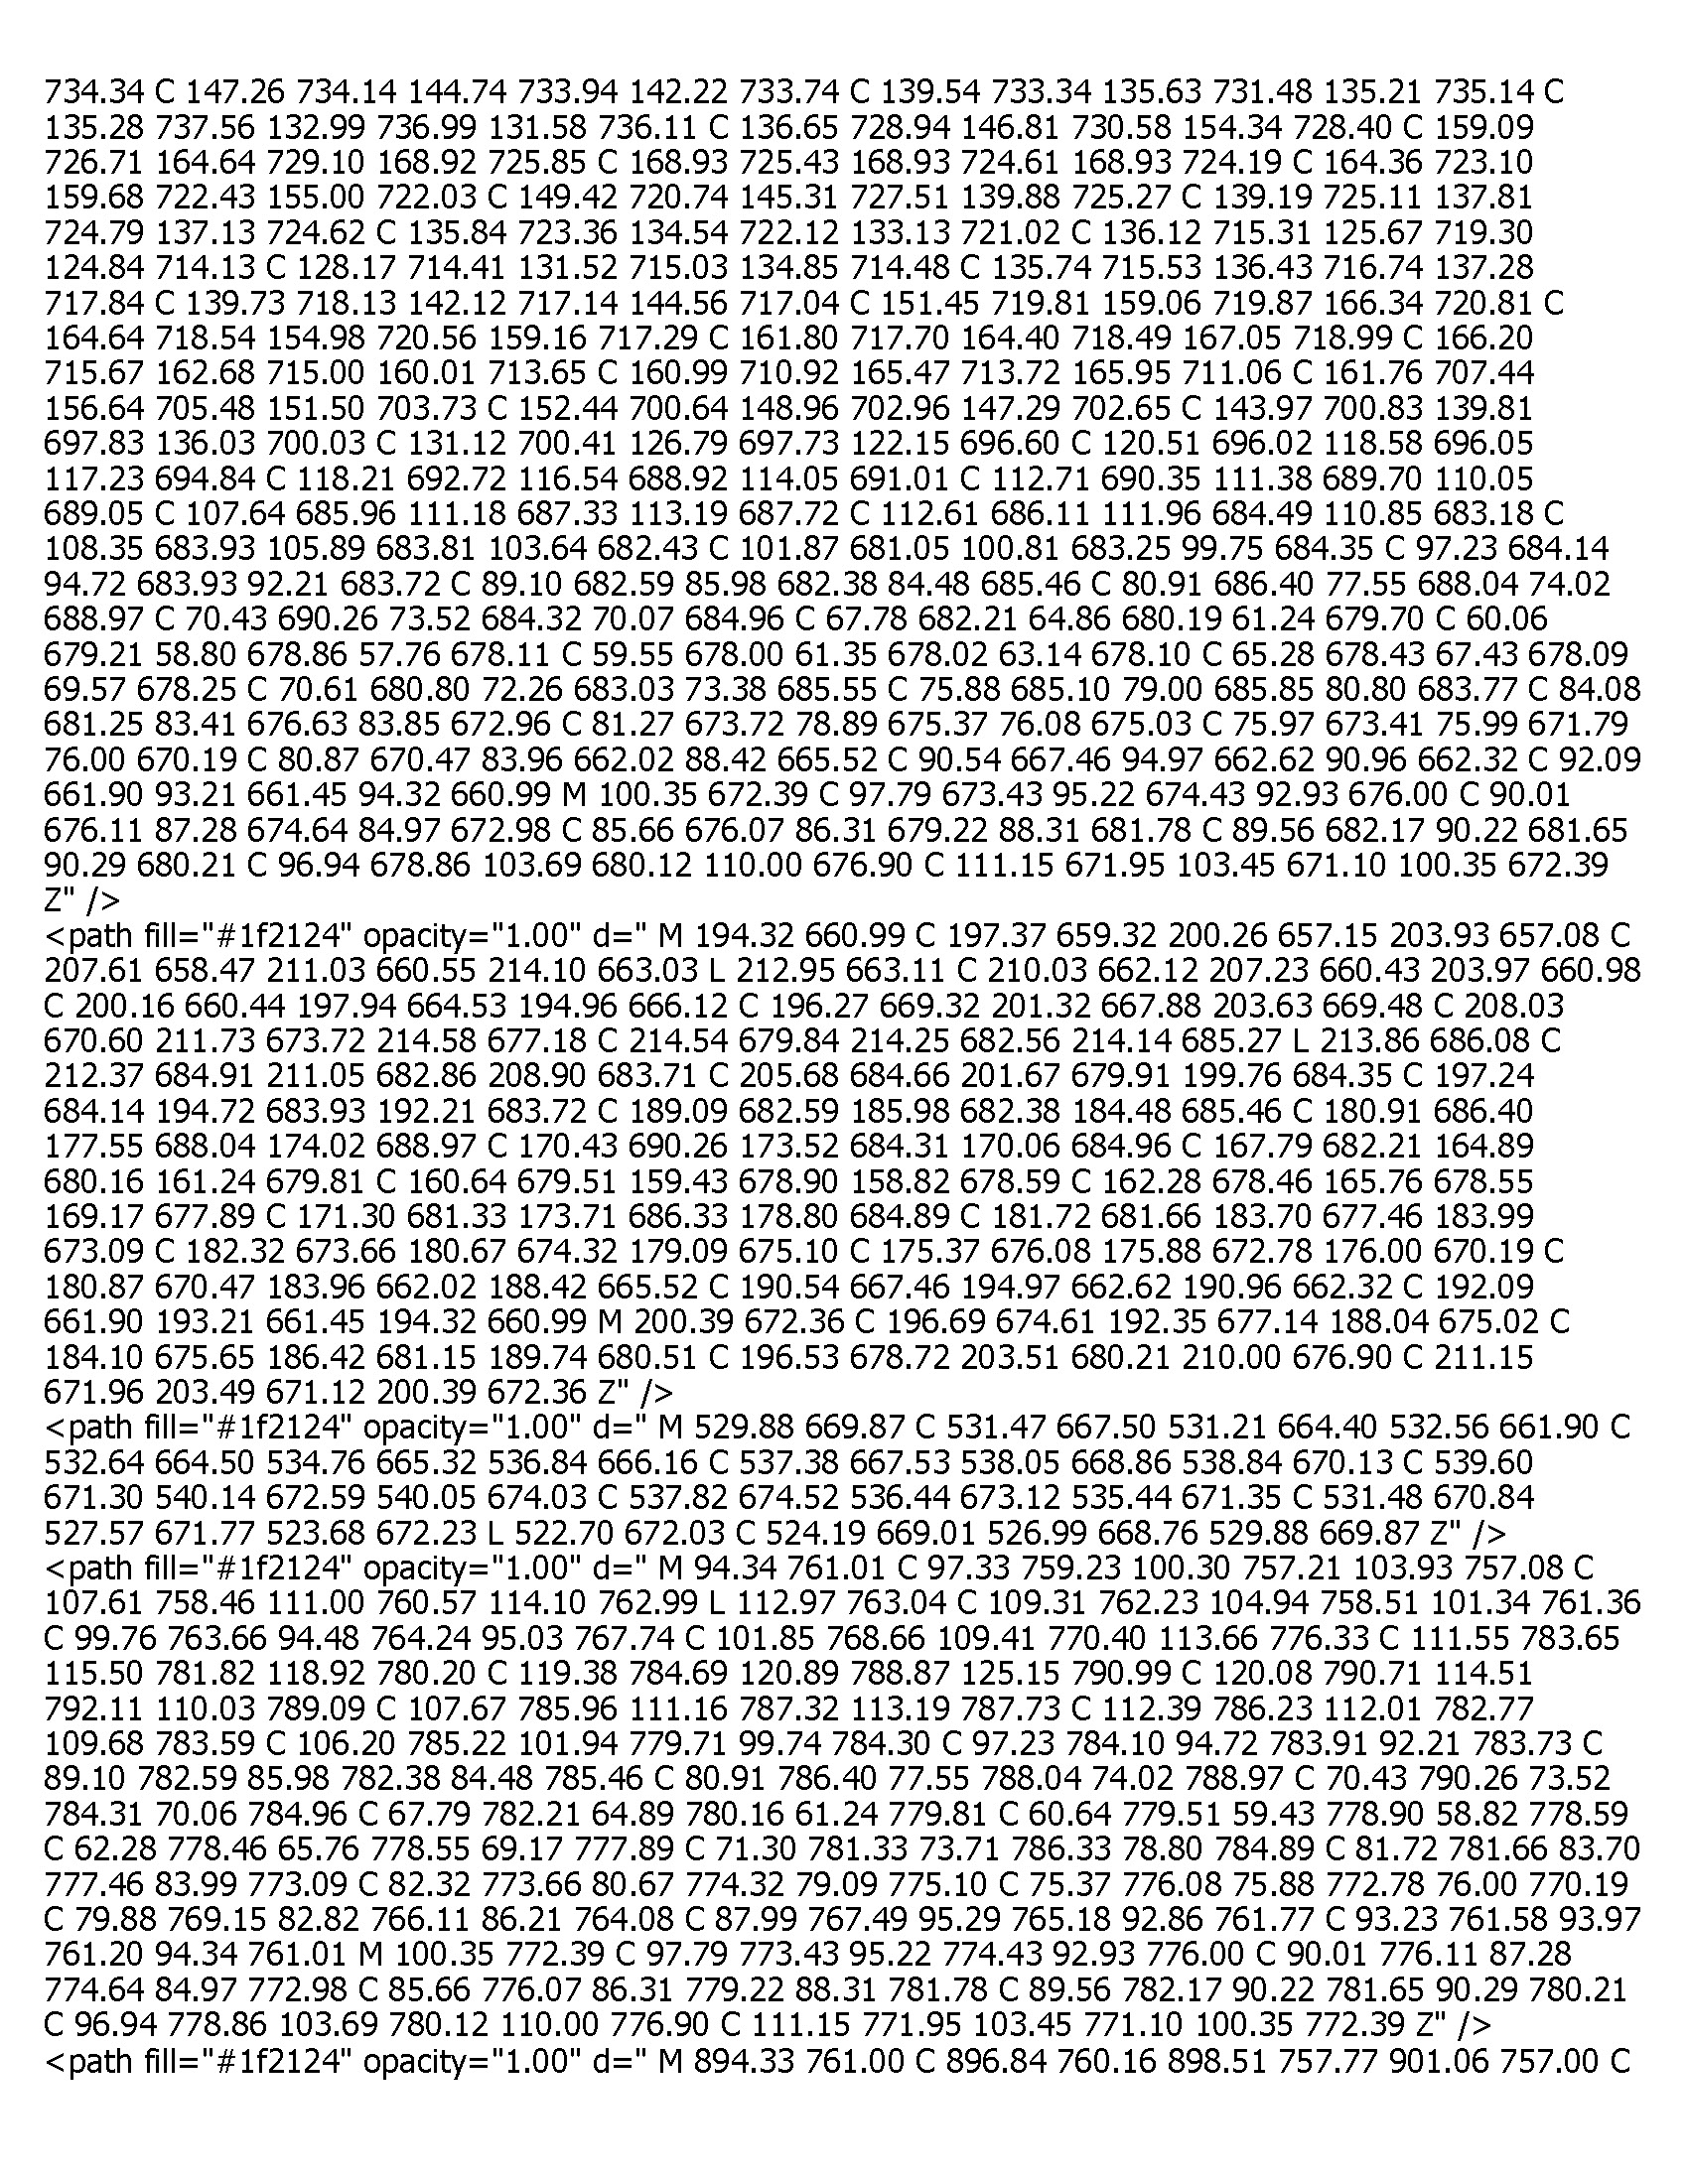 734.34 C 147.26 734.14 144.74 733.94 142.22 733.74 C 139.54 733.34 135.63 731.48 135.21 735.14 C
135.28 737.56 132.99 736.99 131.58 736.11 C 136.65 728.94 146.81 730.58 154.34 728.40 C 159.09
726.71 164.64 729.10 168.92 725.85 C 168.93 725.43 168.93 724.61 168.93 724.19 C 164.36 723.10
159.68 722.43 155.00 722.03 C 149.42 720.74 145.31 727.51 139.88 725.27 C 139.19 725.11 137.81
724.79 137.13 724.62 C 135.84 723.36 134.54 722.12 133.13 721.02 C 136.12 715.31 125.67 719.30
124.84 714.13 C 128.17 714.41 131.52 715.03 134.85 714.48 C 135.74 715.53 136.43 716.74 137.28
717.84 C 139.73 718.13 142.12 717.14 144.56 717.04 C 151.45 719.81 159.06 719.87 166.34 720.81 C
164.64 718.54 154.98 720.56 159.16 717.29 C 161.80 717.70 164.40 718.49 167.05 718.99 C 166.20
715.67 162.68 715.00 160.01 713.65 C 160.99 710.92 165.47 713.72 165.95 711.06 C 161.76 707.44
156.64 705.48 151.50 703.73 C 152.44 700.64 148.96 702.96 147.29 702.65 C 143.97 700.83 139.81
697.83 136.03 700.03 C 131.12 700.41 126.79 697.73 122.15 696.60 C 120.51 696.02 118.58 696.05
117.23 694.84 C 118.21 692.72 116.54 688.92 114.05 691.01 C 112.71 690.35 111.38 689.70 110.05
689.05 C 107.64 685.96 111.18 687.33 113.19 687.72 C 112.61 686.11 111.96 684.49 110.85 683.18 C
108.35 683.93 105.89 683.81 103.64 682.43 C 101.87 681.05 100.81 683.25 99.75 684.35 C 97.23 684.14
94.72 683.93 92.21 683.72 C 89.10 682.59 85.98 682.38 84.48 685.46 C 80.91 686.40 77.55 688.04 74.02
688.97 C 70.43 690.26 73.52 684.32 70.07 684.96 C 67.78 682.21 64.86 680.19 61.24 679.70 C 60.06
679.21 58.80 678.86 57.76 678.11 C 59.55 678.00 61.35 678.02 63.14 678.10 C 65.28 678.43 67.43 678.09
69.57 678.25 C 70.61 680.80 72.26 683.03 73.38 685.55 C 75.88 685.10 79.00 685.85 80.80 683.77 C 84.08
681.25 83.41 676.63 83.85 672.96 C 81.27 673.72 78.89 675.37 76.08 675.03 C 75.97 673.41 75.99 671.79
76.00 670.19 C 80.87 670.47 83.96 662.02 88.42 665.52 C 90.54 667.46 94.97 662.62 90.96 662.32 C 92.09
661.90 93.21 661.45 94.32 660.99 M 100.35 672.39 C 97.79 673.43 95.22 674.43 92.93 676.00 C 90.01
676.11 87.28 674.64 84.97 672.98 C 85.66 676.07 86.31 679.22 88.31 681.78 C 89.56 682.17 90.22 681.65
90.29 680.21 C 96.94 678.86 103.69 680.12 110.00 676.90 C 111.15 671.95 103.45 671.10 100.35 672.39
Z" />
<path fill="#1f2124" opacity="1.00" d=" M 194.32 660.99 C 197.37 659.32 200.26 657.15 203.93 657.08 C
207.61 658.47 211.03 660.55 214.10 663.03 L 212.95 663.11 C 210.03 662.12 207.23 660.43 203.97 660.98
C 200.16 660.44 197.94 664.53 194.96 666.12 C 196.27 669.32 201.32 667.88 203.63 669.48 C 208.03
670.60 211.73 673.72 214.58 677.18 C 214.54 679.84 214.25 682.56 214.14 685.27 L 213.86 686.08 C
212.37 684.91 211.05 682.86 208.90 683.71 C 205.68 684.66 201.67 679.91 199.76 684.35 C 197.24
684.14 194.72 683.93 192.21 683.72 C 189.09 682.59 185.98 682.38 184.48 685.46 C 180.91 686.40
177.55 688.04 174.02 688.97 C 170.43 690.26 173.52 684.31 170.06 684.96 C 167.79 682.21 164.89
680.16 161.24 679.81 C 160.64 679.51 159.43 678.90 158.82 678.59 C 162.28 678.46 165.76 678.55
169.17 677.89 C 171.30 681.33 173.71 686.33 178.80 684.89 C 181.72 681.66 183.70 677.46 183.99
673.09 C 182.32 673.66 180.67 674.32 179.09 675.10 C 175.37 676.08 175.88 672.78 176.00 670.19 C
180.87 670.47 183.96 662.02 188.42 665.52 C 190.54 667.46 194.97 662.62 190.96 662.32 C 192.09
661.90 193.21 661.45 194.32 660.99 M 200.39 672.36 C 196.69 674.61 192.35 677.14 188.04 675.02 C
184.10 675.65 186.42 681.15 189.74 680.51 C 196.53 678.72 203.51 680.21 210.00 676.90 C 211.15
671.96 203.49 671.12 200.39 672.36 Z" />
<path fill="#1f2124" opacity="1.00" d=" M 529.88 669.87 C 531.47 667.50 531.21 664.40 532.56 661.90 C
532.64 664.50 534.76 665.32 536.84 666.16 C 537.38 667.53 538.05 668.86 538.84 670.13 C 539.60
671.30 540.14 672.59 540.05 674.03 C 537.82 674.52 536.44 673.12 535.44 671.35 C 531.48 670.84
527.57 671.77 523.68 672.23 L 522.70 672.03 C 524.19 669.01 526.99 668.76 529.88 669.87 Z" />
<path fill="#1f2124" opacity="1.00" d=" M 94.34 761.01 C 97.33 759.23 100.30 757.21 103.93 757.08 C
107.61 758.46 111.00 760.57 114.10 762.99 L 112.97 763.04 C 109.31 762.23 104.94 758.51 101.34 761.36
C 99.76 763.66 94.48 764.24 95.03 767.74 C 101.85 768.66 109.41 770.40 113.66 776.33 C 111.55 783.65
115.50 781.82 118.92 780.20 C 119.38 784.69 120.89 788.87 125.15 790.99 C 120.08 790.71 114.51
792.11 110.03 789.09 C 107.67 785.96 111.16 787.32 113.19 787.73 C 112.39 786.23 112.01 782.77
109.68 783.59 C 106.20 785.22 101.94 779.71 99.74 784.30 C 97.23 784.10 94.72 783.91 92.21 783.73 C
89.10 782.59 85.98 782.38 84.48 785.46 C 80.91 786.40 77.55 788.04 74.02 788.97 C 70.43 790.26 73.52
784.31 70.06 784.96 C 67.79 782.21 64.89 780.16 61.24 779.81 C 60.64 779.51 59.43 778.90 58.82 778.59
C 62.28 778.46 65.76 778.55 69.17 777.89 C 71.30 781.33 73.71 786.33 78.80 784.89 C 81.72 781.66 83.70
777.46 83.99 773.09 C 82.32 773.66 80.67 774.32 79.09 775.10 C 75.37 776.08 75.88 772.78 76.00 770.19
C 79.88 769.15 82.82 766.11 86.21 764.08 C 87.99 767.49 95.29 765.18 92.86 761.77 C 93.23 761.58 93.97
761.20 94.34 761.01 M 100.35 772.39 C 97.79 773.43 95.22 774.43 92.93 776.00 C 90.01 776.11 87.28
774.64 84.97 772.98 C 85.66 776.07 86.31 779.22 88.31 781.78 C 89.56 782.17 90.22 781.65 90.29 780.21
C 96.94 778.86 103.69 780.12 110.00 776.90 C 111.15 771.95 103.45 771.10 100.35 772.39 Z" />
<path fill="#1f2124" opacity="1.00" d=" M 894.33 761.00 C 896.84 760.16 898.51 757.77 901.06 757.00 C